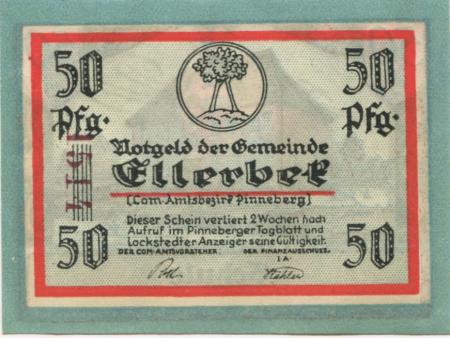 50 50
Pfg. Pfg.
Notgeld der Gemeinde
Ellerbek
(Com. Amtsbezirk Pinneberg)
Dieser Schein verliert 2 Wochen nach
Aufruf im Pinneberger Tagblatt und
Lockstedter Anzeiger seine Gültigkeit.
DER COM. AMTSVORSTEHER. DER FINANZAUSSCHUSS.
I.A.
50 50